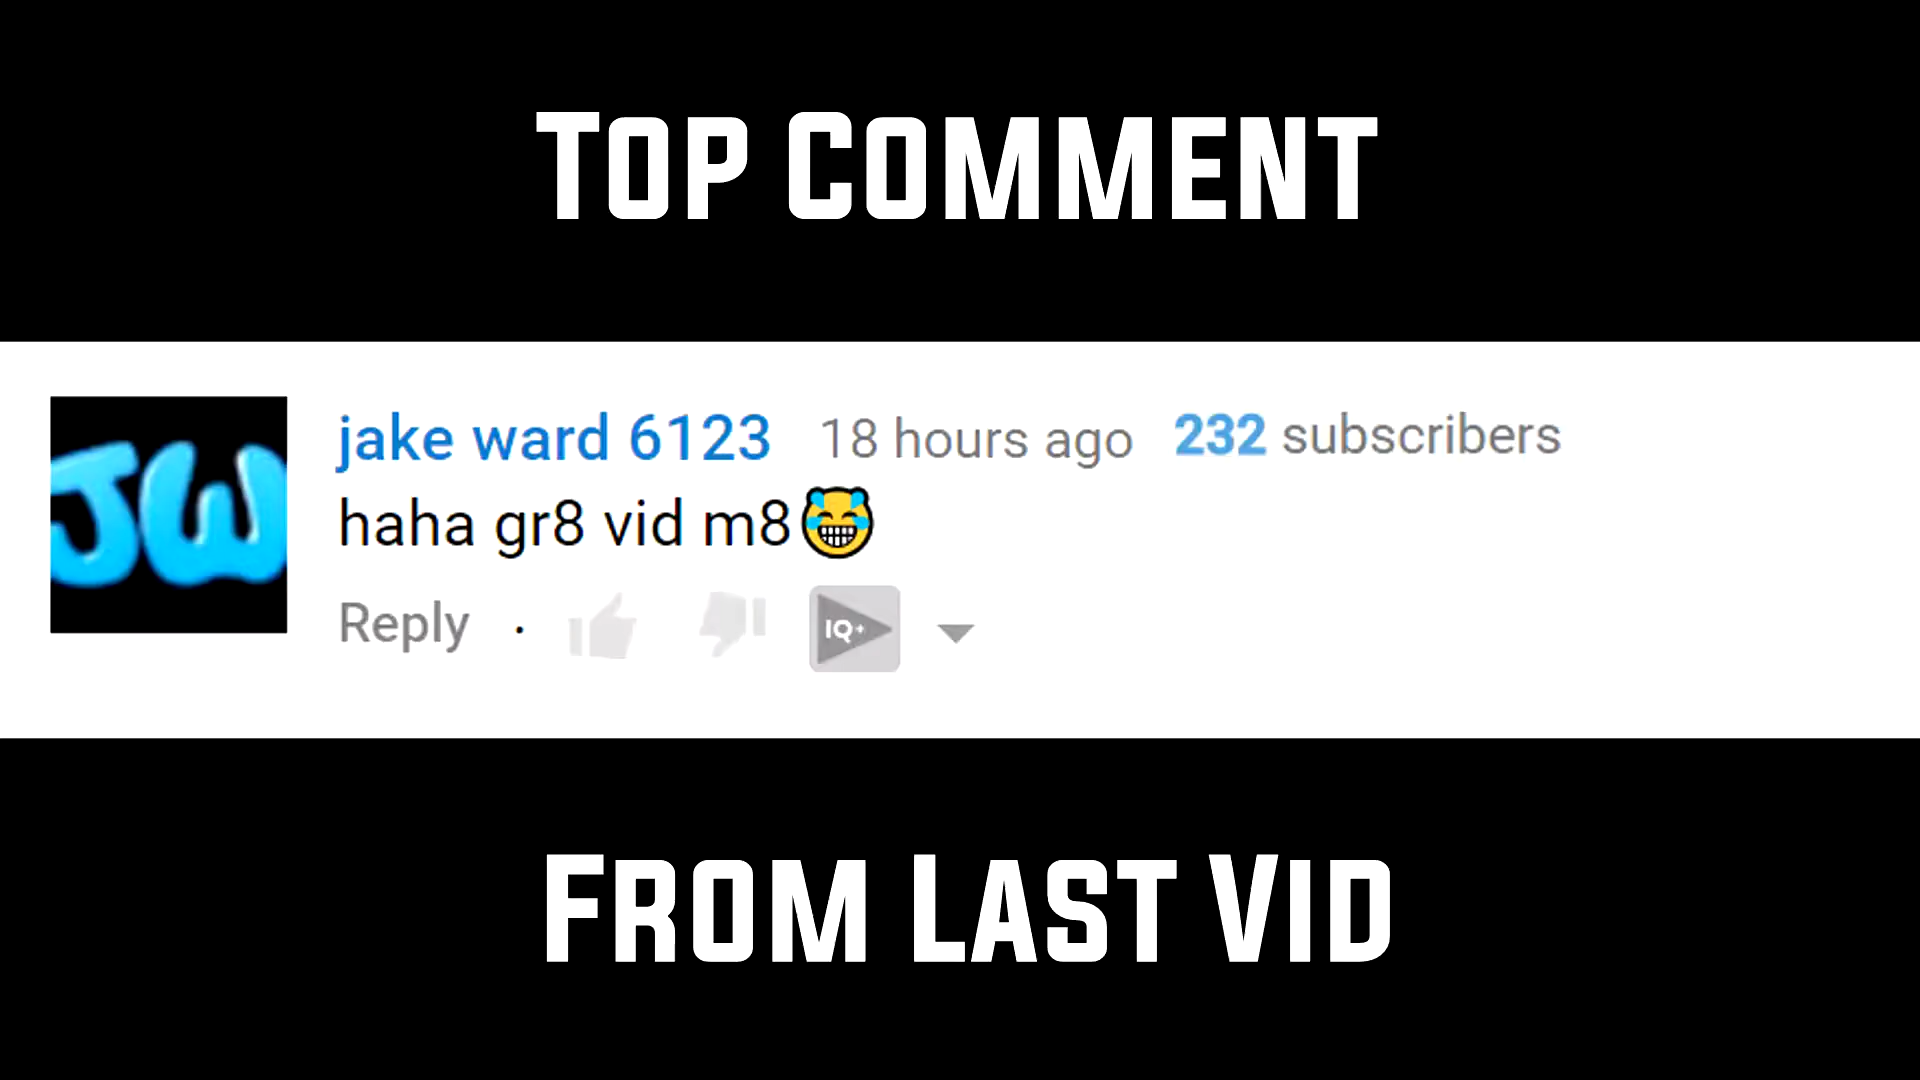 TOP COMMENT
JW
jake ward 6123 18 hours ago 232 subscribers
haha gr8 vid m8😂
Reply ·
IQ+
FROM LAST VID